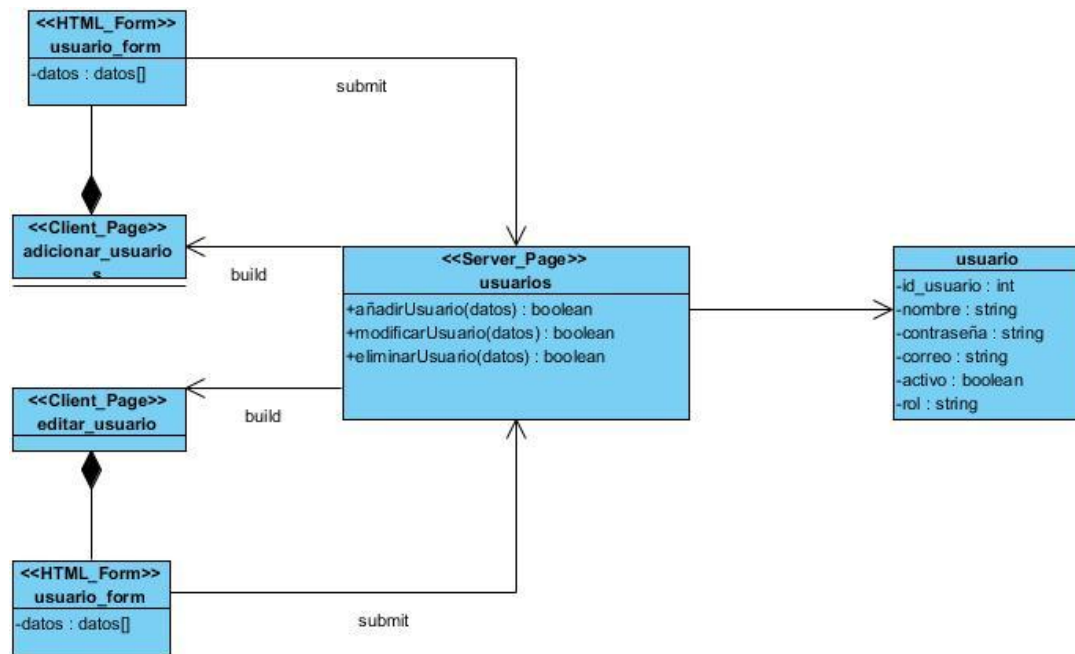 <<HTML_Form>>
usuario_form
-datos : datos[]
submit
<<Client_Page>>
adicionar_usuario
s
build
<<Server_Page>>
usuarios
+añadirUsuario(datos) : boolean
+modificarUsuario(datos) : boolean
+eliminarUsuario(datos) : boolean
usuario
-id_usuario : int
-nombre : string
-contraseña : string
-correo : string
-activo : boolean
-rol : string
<<Client_Page>>
editar_usuario
build
<<HTML_Form>>
usuario_form
-datos : datos[]
submit